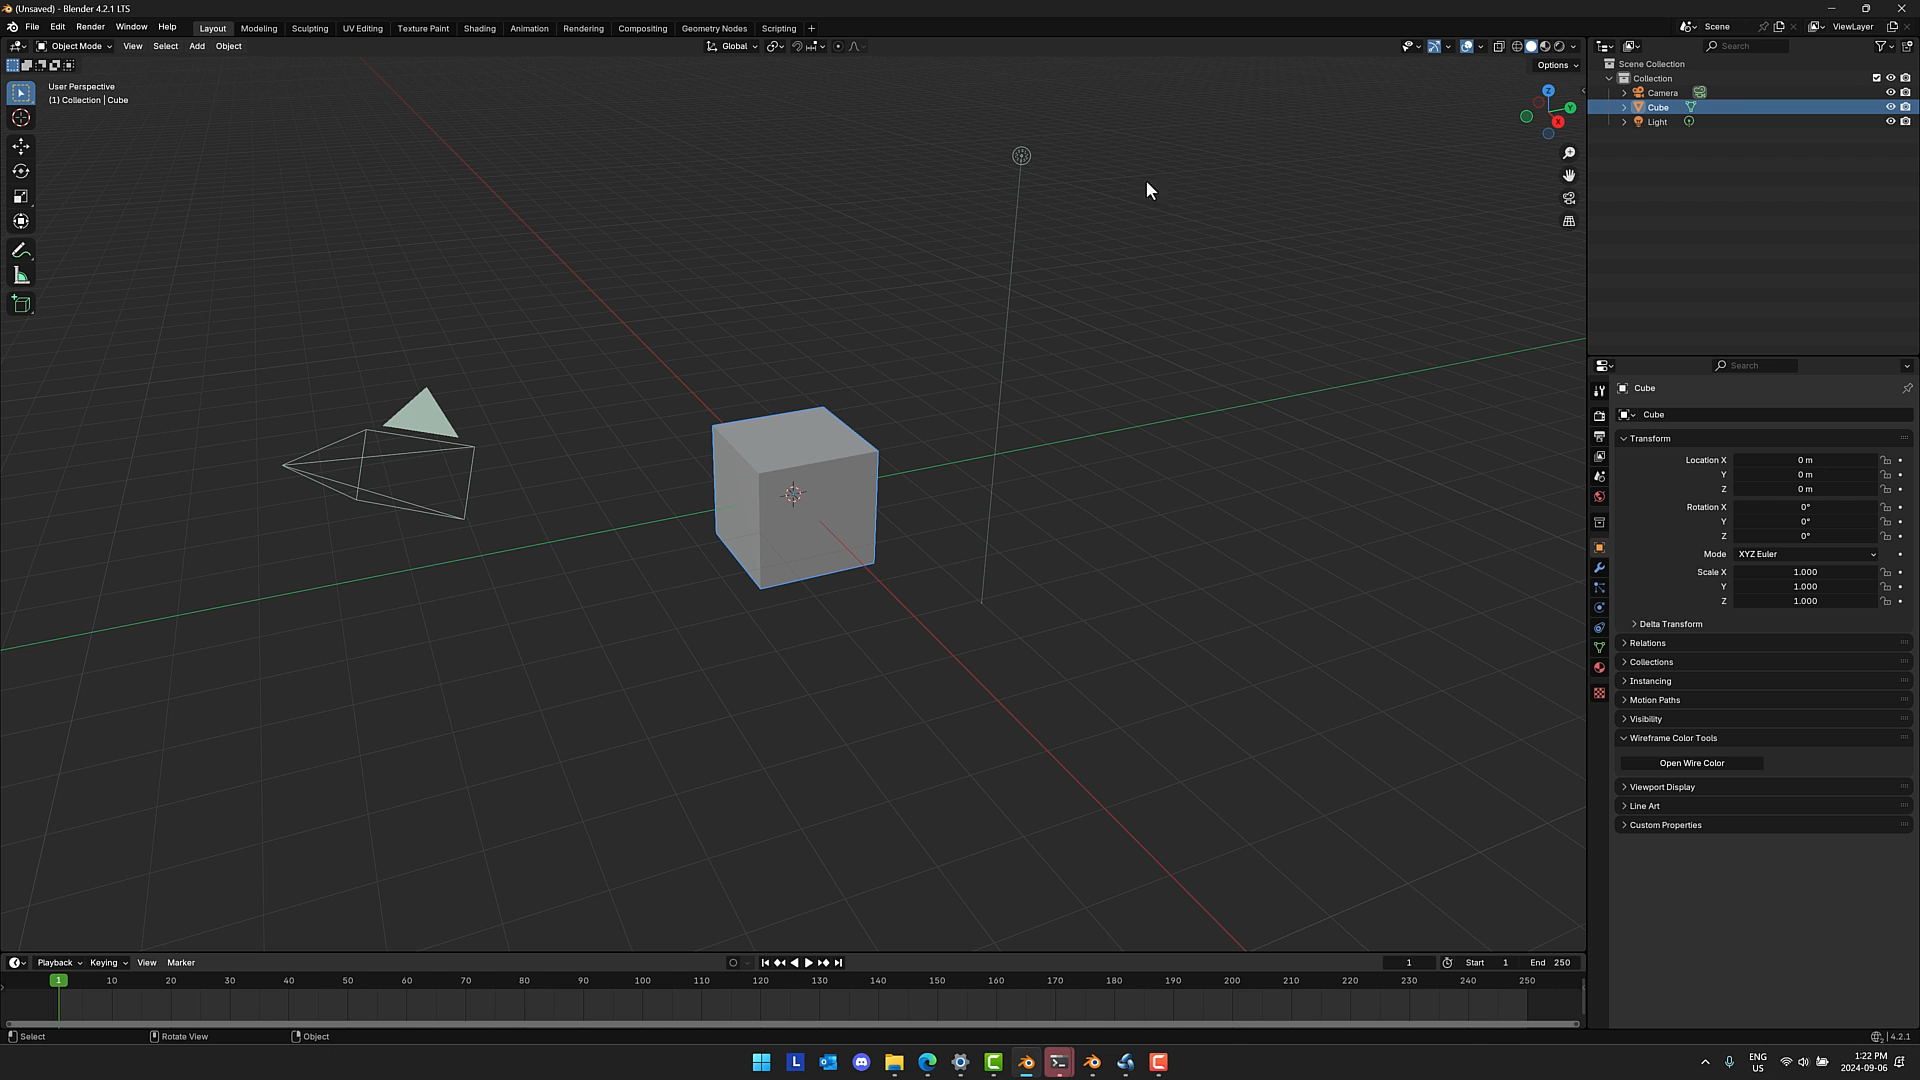 (Unsaved) - Blender 4.2.1 LTS
File Edit Render Window Help Layout Modeling Sculpting UV Editing Texture Paint Shading Animation Rendering Compositing Geometry Nodes Scripting + Scene ViewLayer
Object Mode View Select Add Object Global Search
Options
User Perspective
(1) Collection | Cube
Z
Y
X
Scene Collection
Collection
Camera
Cube
Light
Search
Cube
Cube
Transform
Location X 0 m
Y 0 m
Z 0 m
Rotation X 0°
Y 0°
Z 0°
Mode XYZ Euler
Scale X 1.000
Y 1.000
Z 1.000
Delta Transform
Relations
Collections
Instancing
Motion Paths
Visibility
Wireframe Color Tools
Open Wire Color
Viewport Display
Line Art
Custom Properties
Playback Keying View Marker 1 Start 1 End 250
1 10 20 30 40 50 60 70 80 90 100 110 120 130 140 150 160 170 180 190 200 210 220 230 240 250
Select Rotate View Object 4.2.1
L C C
ENG
US
1:22 PM
2024-09-06